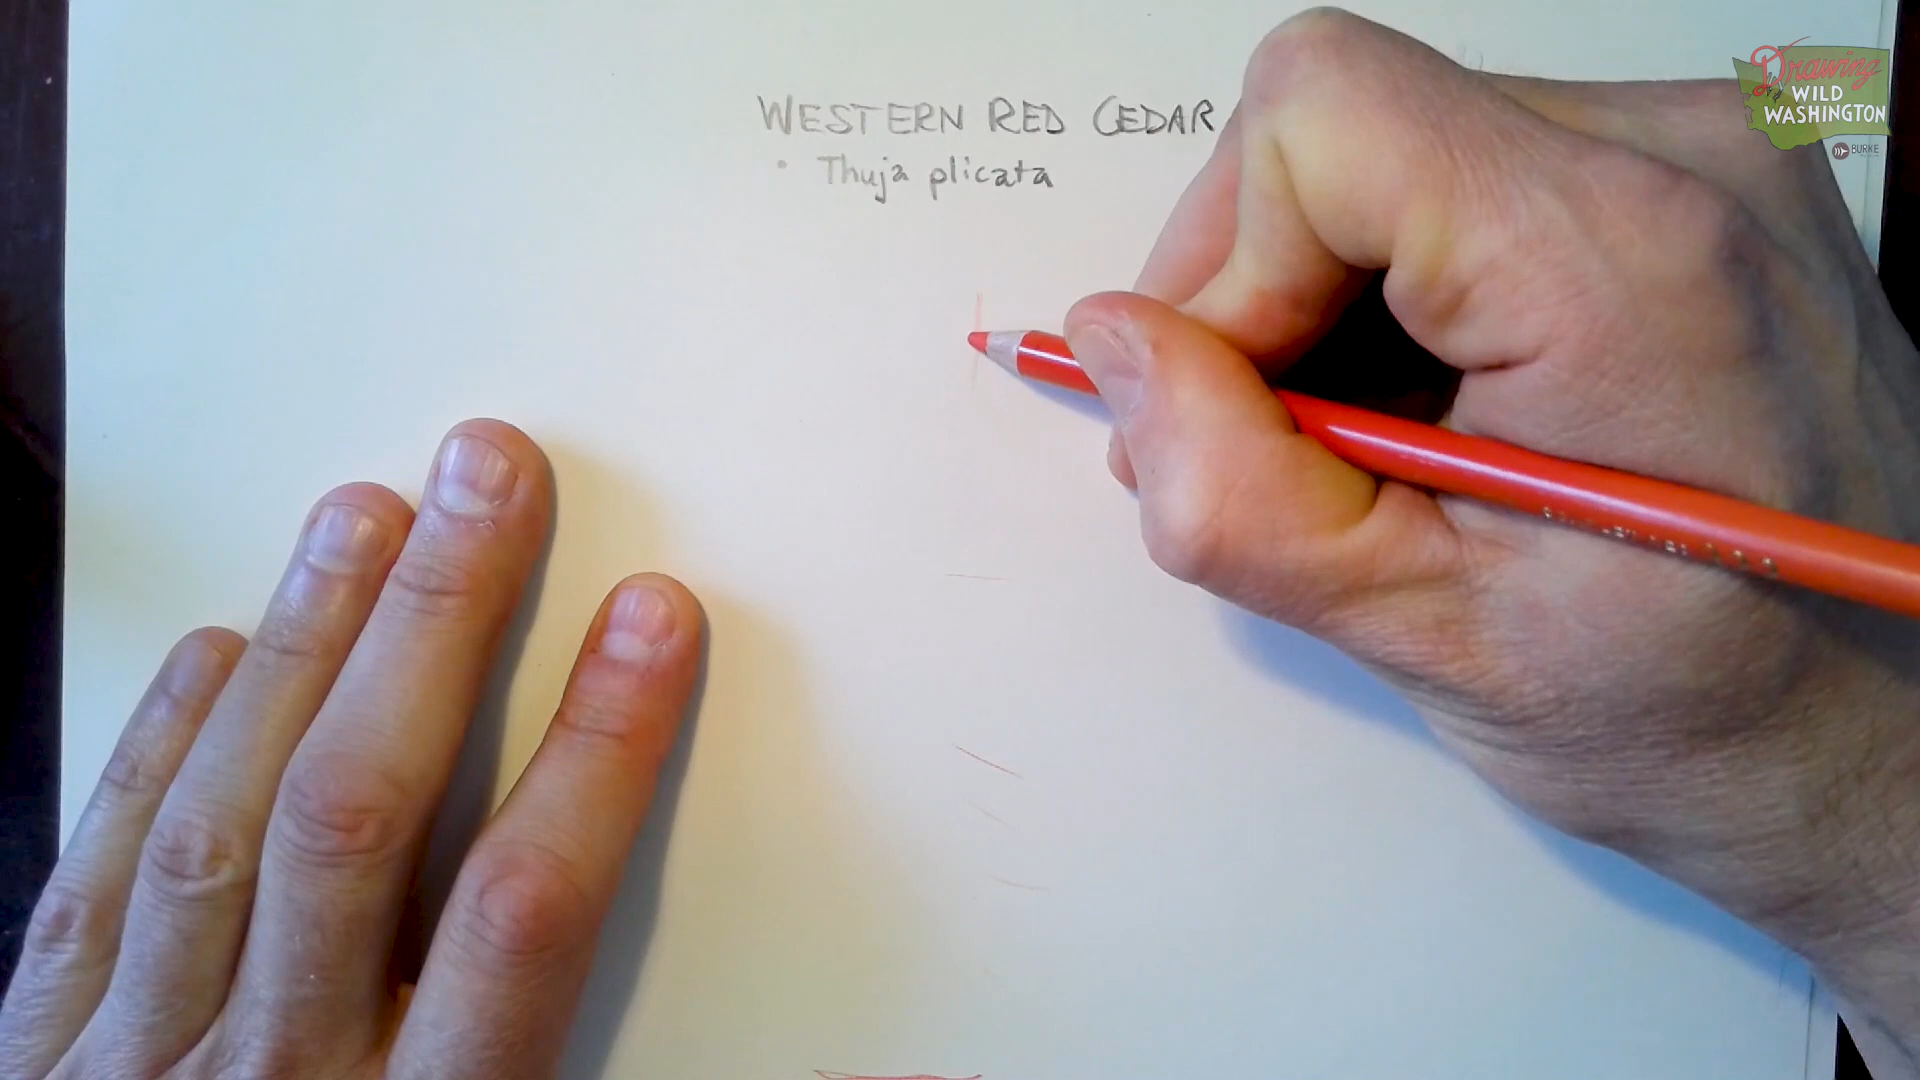 WESTERN RED CEDAR
• Thuja plicata
Drawing
WILD
WASHINGTON
BURKE